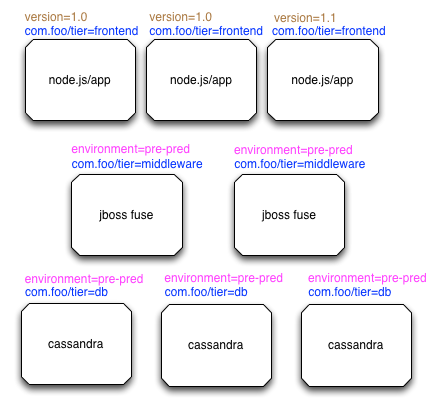 version=1.0 version=1.0 version=1.1
com.foo/tier=frontend com.foo/tier=frontend com.foo/tier=frontend
node.js/app node.js/app node.js/app
environment=pre-pred environment=pre-pred
com.foo/tier=middleware com.foo/tier=middleware
jboss fuse jboss fuse
environment=pre-pred environment=pre-pred environment=pre-pred
com.foo/tier=db com.foo/tier=db com.foo/tier=db
cassandra cassandra cassandra